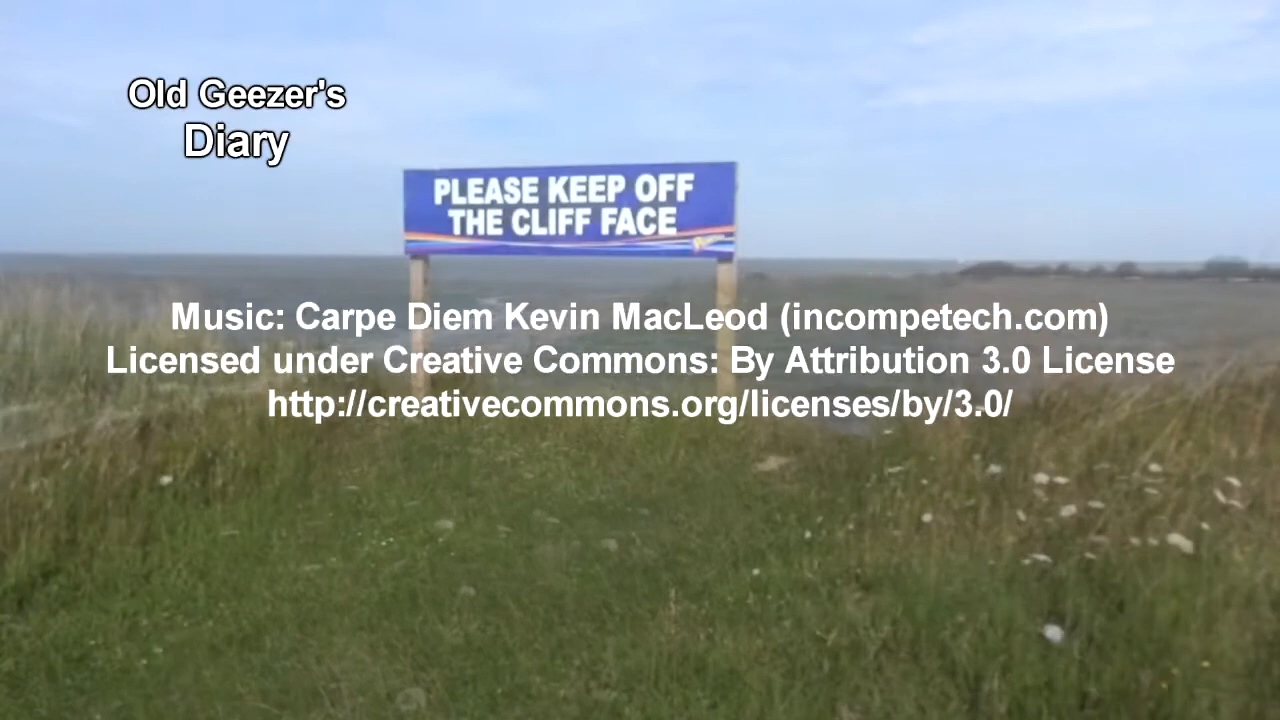 Old Geezer's
Diary
PLEASE KEEP OFF
THE CLIFF FACE
Music: Carpe Diem Kevin MacLeod (incompetech.com)
Licensed under Creative Commons: By Attribution 3.0 License
http://creativecommons.org/licenses/by/3.0/